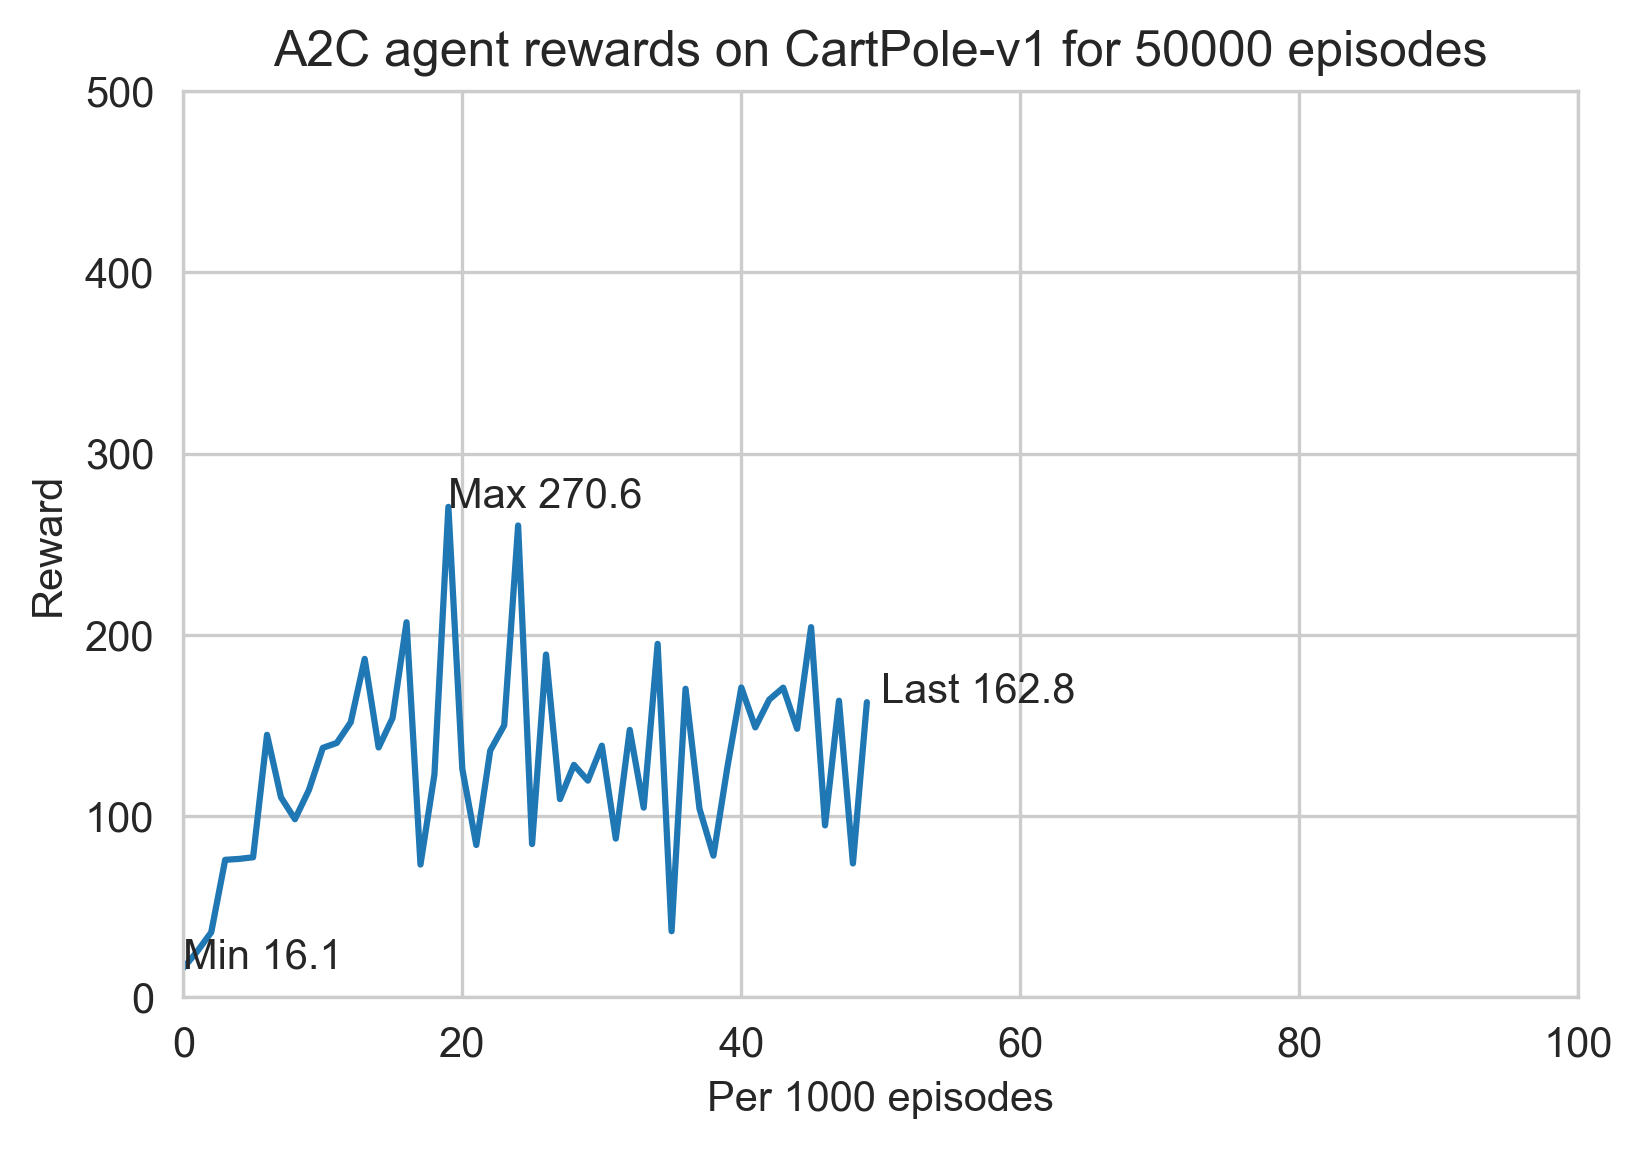 A2C agent rewards on CartPole-v1 for 50000 episodes
500
400
300
200
100
0
Reward
Max 270.6
Last 162.8
Min 16.1
0 20 40 60 80 100
Per 1000 episodes